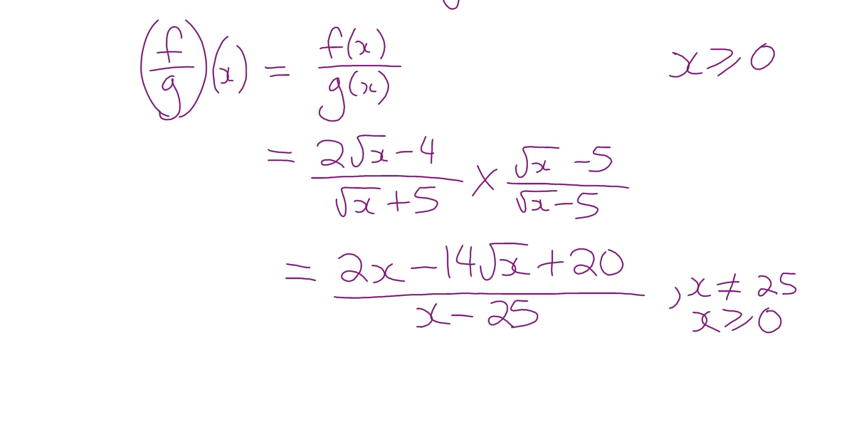 (f/g)(x) = f(x)/g(x) x ⩾ 0
= (2√x - 4)/(√x + 5) × (√x - 5)/(√x - 5)
= (2x - 14√x + 20)/(x - 25) , x ≠ 25
x ⩾ 0